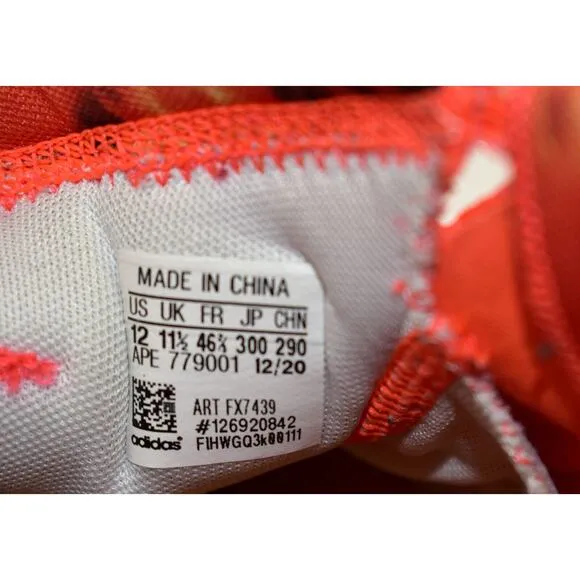 MADE IN CHINA
US UK FR JP CHN
12 11½ 46⅔ 300 290
APE 779001 12/20
ART FX7439
#126920842
F1HWGQ3k00111
adidas